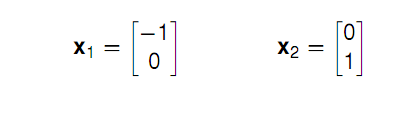 x₁ = [−1 0] x₂ = [0 1]